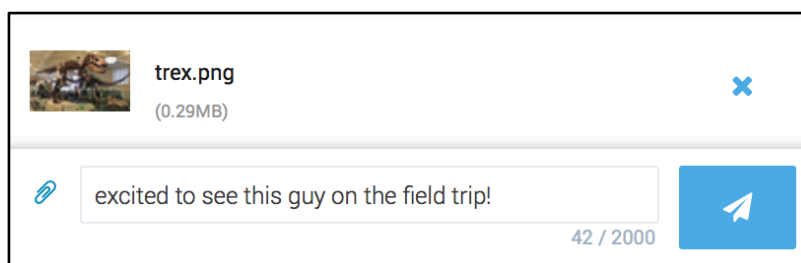 trex.png
(0.29MB)
excited to see this guy on the field trip!
42 / 2000